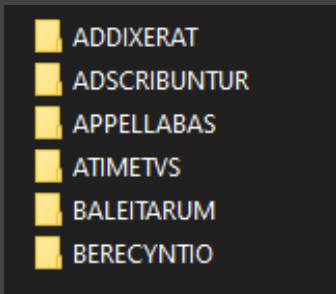 ADDIXERAT
ADSCRIBUNTUR
APPELLABAS
ATIMETVS
BALEITARUM
BERECYNTIO